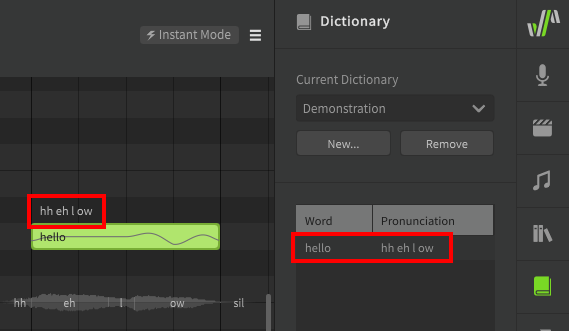 Instant Mode
hh eh l ow
hello
hh eh l ow sil
Dictionary
Current Dictionary
Demonstration
New... Remove
Word Pronunciation
hello hh eh l ow